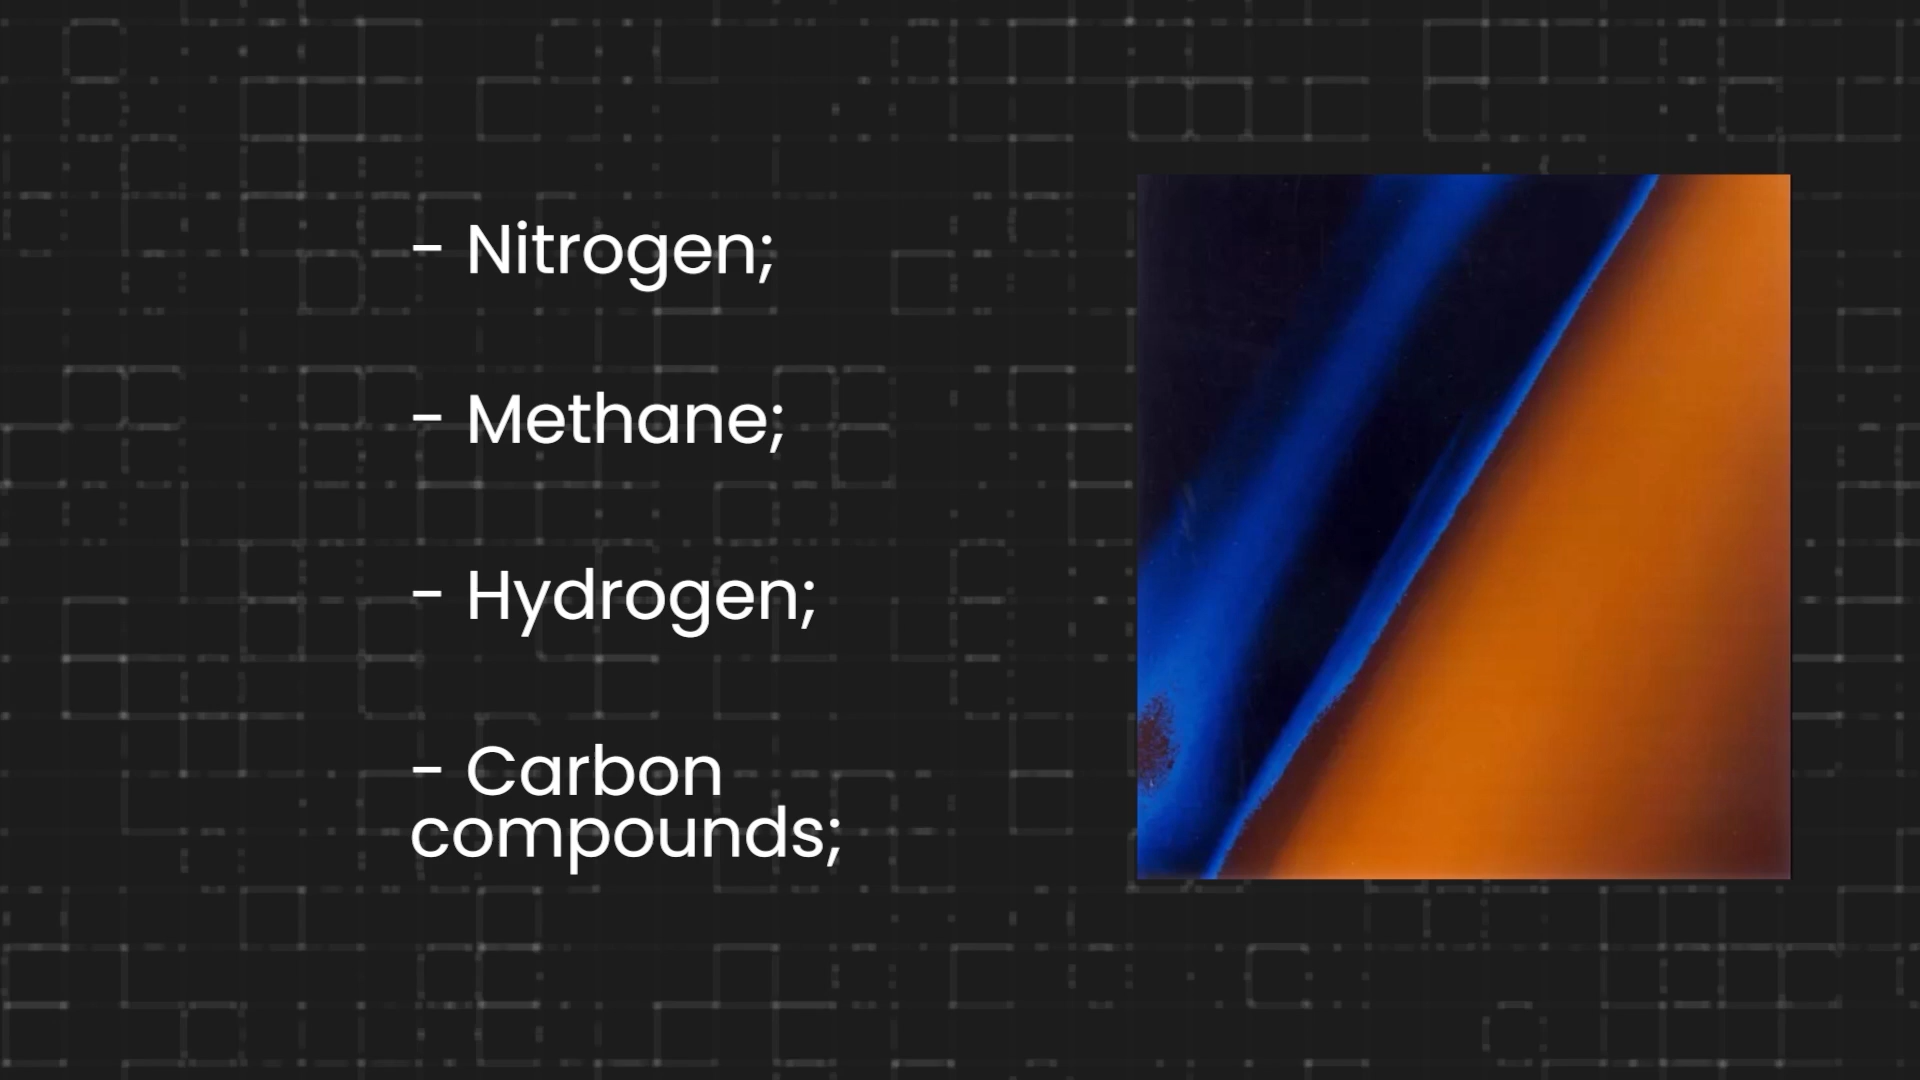 - Nitrogen;
- Methane;
- Hydrogen;
- Carbon
compounds;